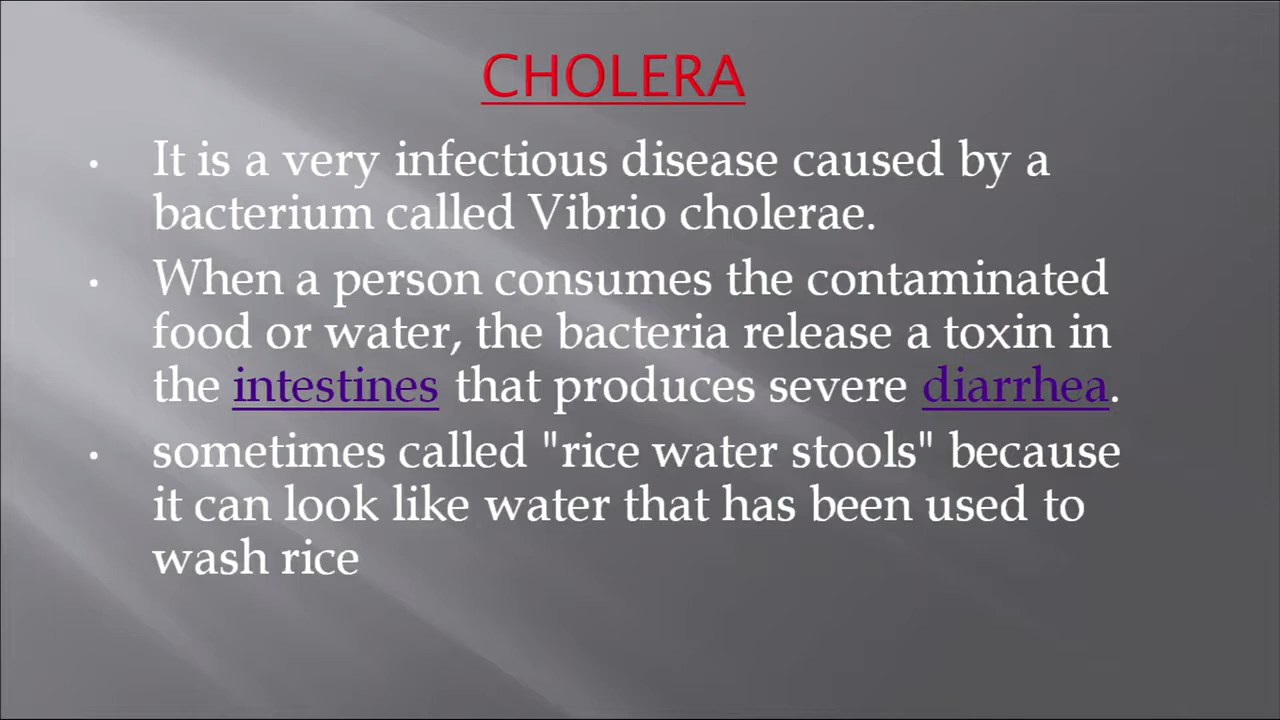 CHOLERA
• It is a very infectious disease caused by a
bacterium called Vibrio cholerae.
• When a person consumes the contaminated
food or water, the bacteria release a toxin in
the intestines that produces severe diarrhea.
• sometimes called "rice water stools" because
it can look like water that has been used to
wash rice